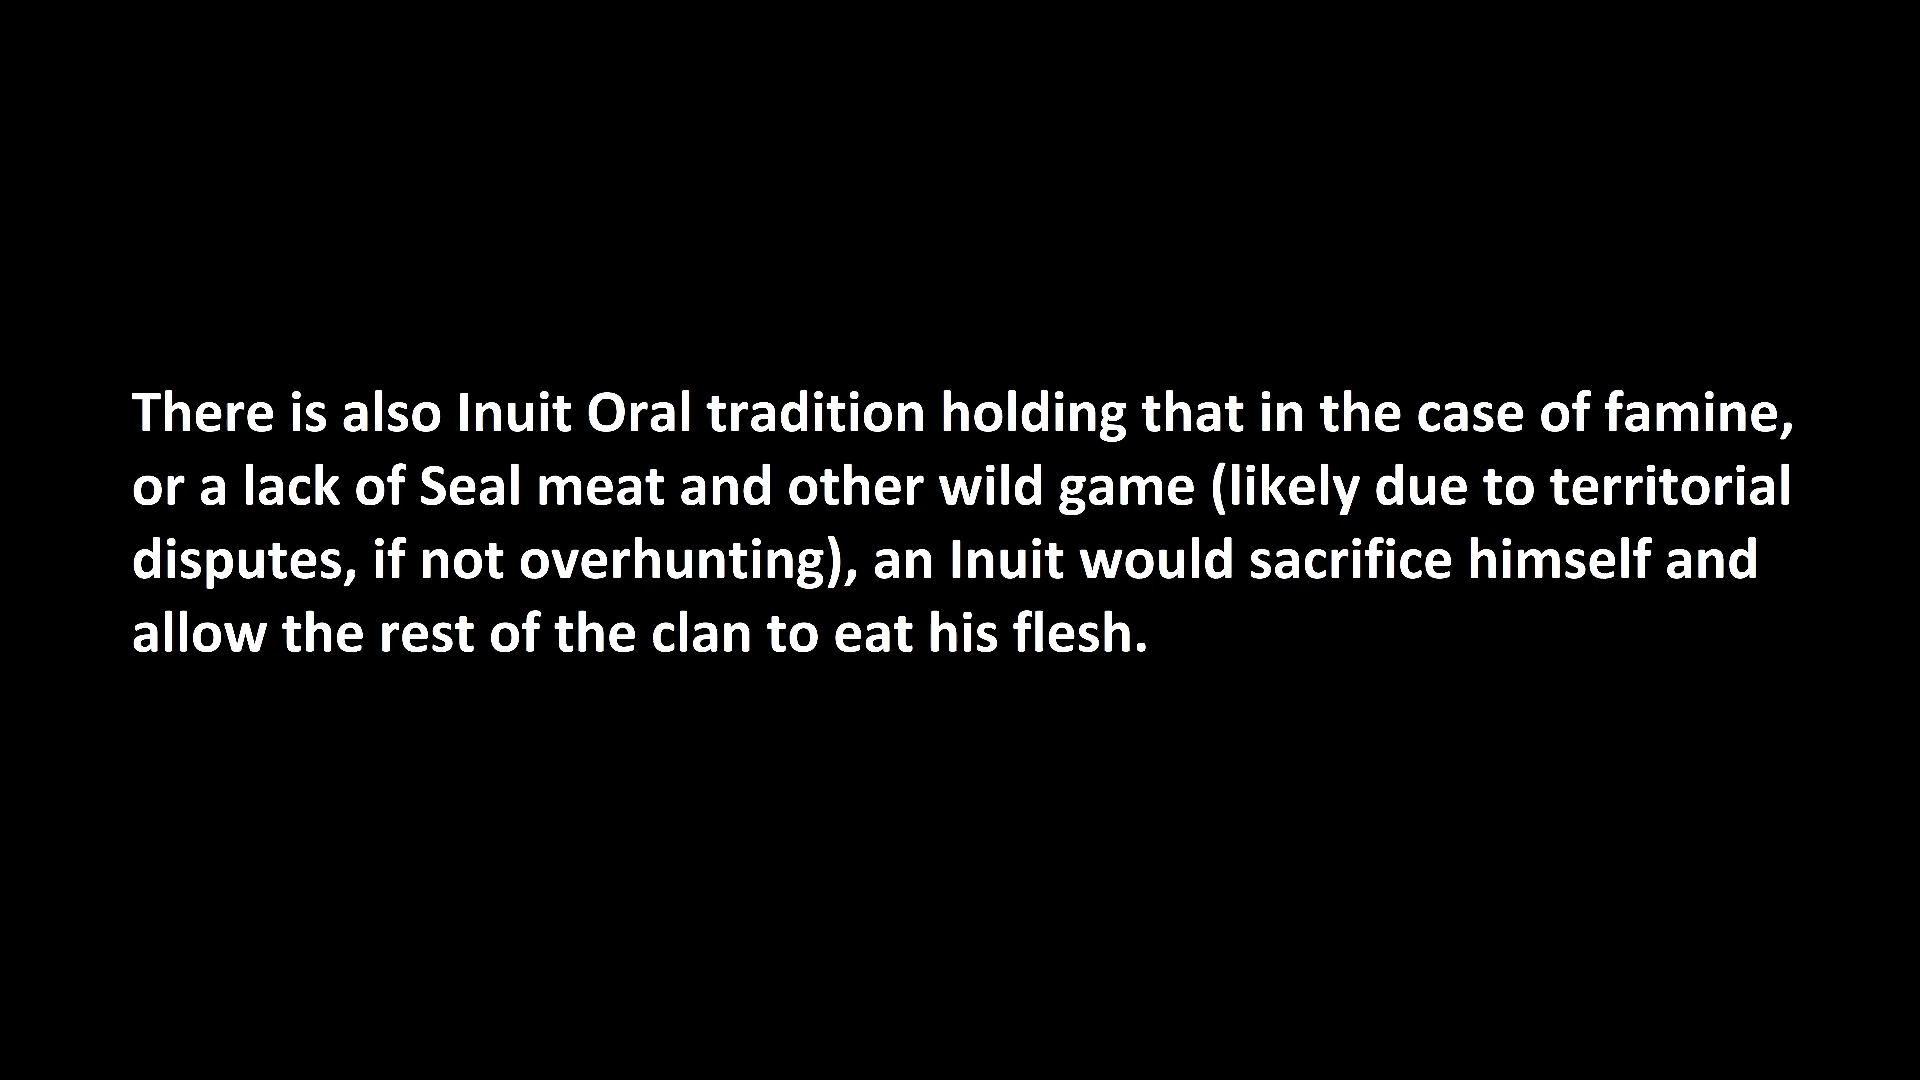 There is also Inuit Oral tradition holding that in the case of famine,
or a lack of Seal meat and other wild game (likely due to territorial
disputes, if not overhunting), an Inuit would sacrifice himself and
allow the rest of the clan to eat his flesh.